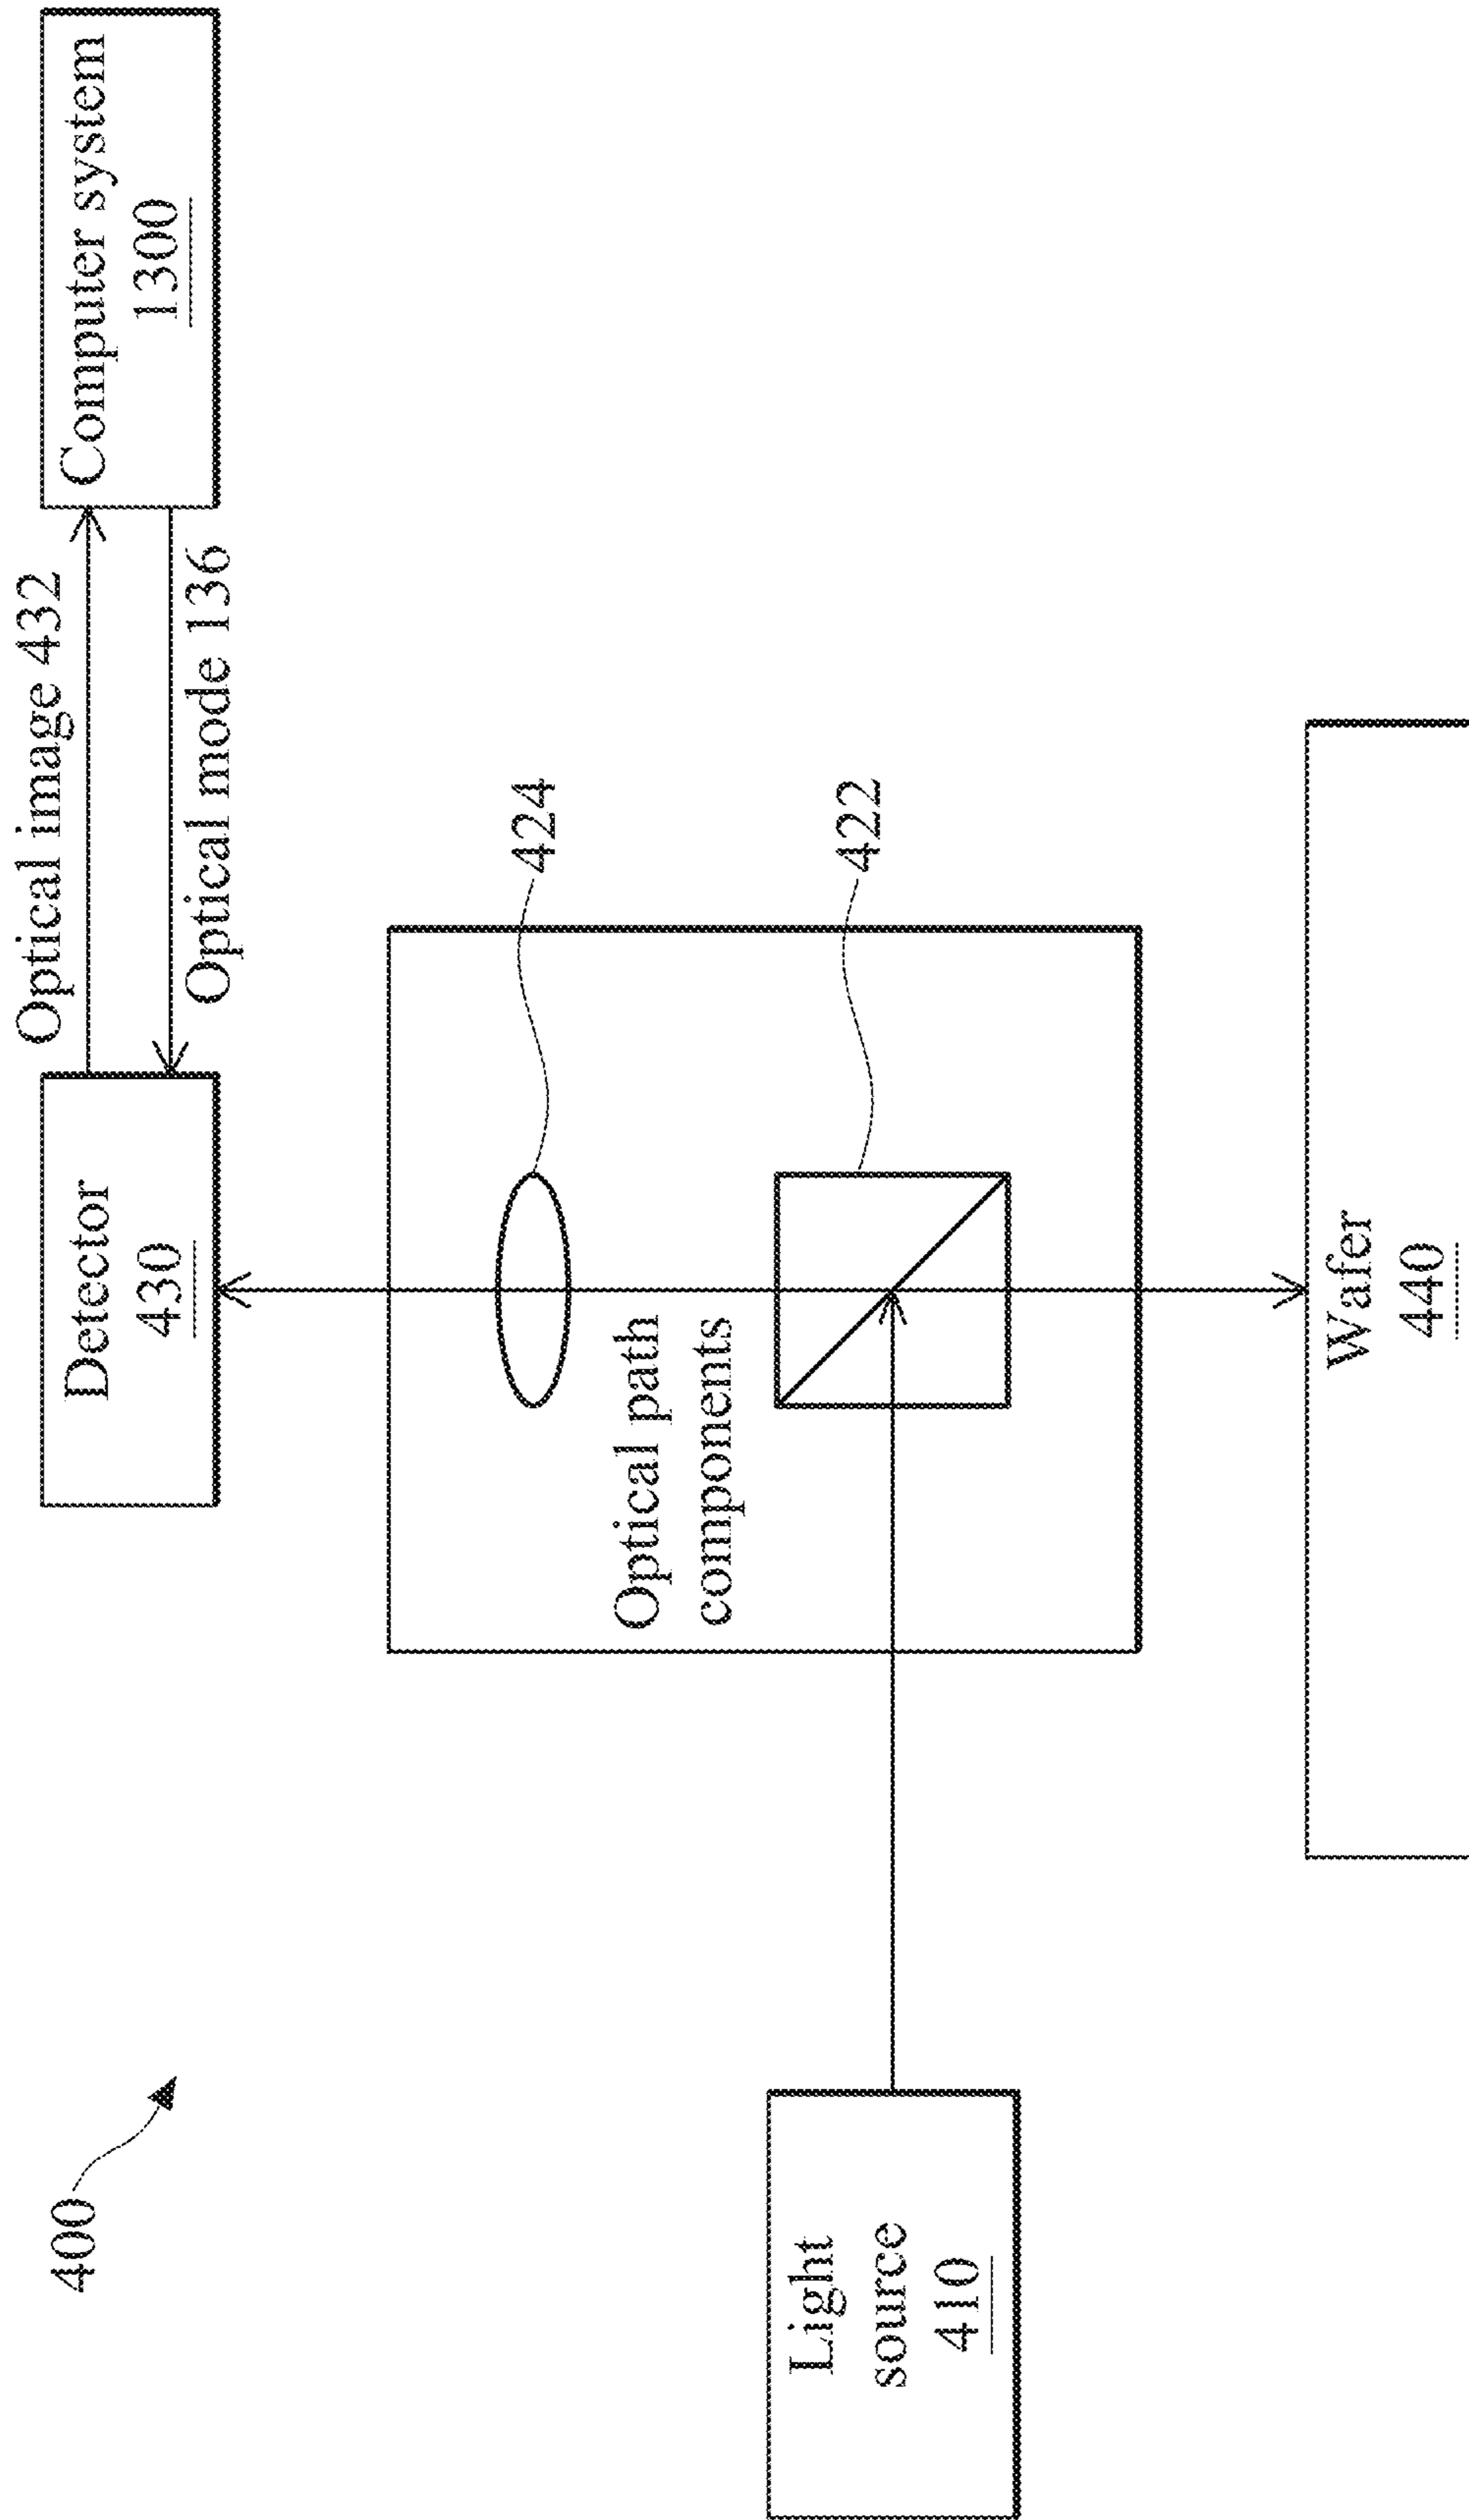 400
Optical image 432
Detector
430
Computer system
1300
Optical mode 136
424
Optical path
components
422
Light
source
410
Wafer
440